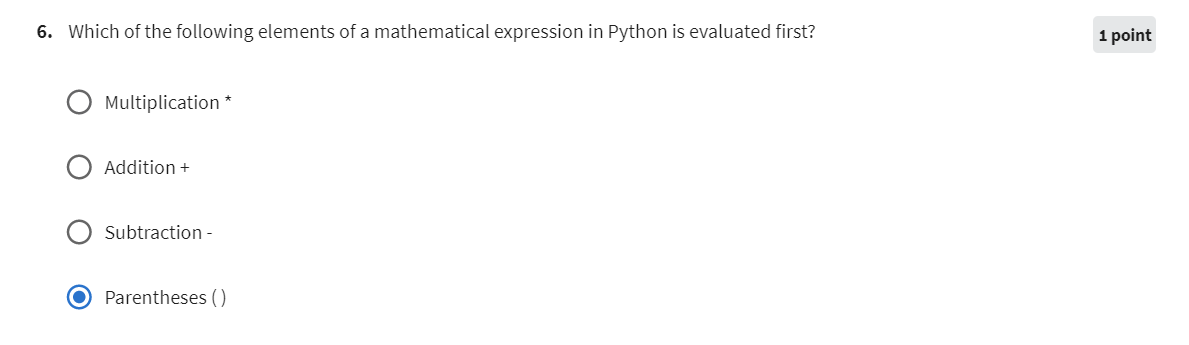 6. Which of the following elements of a mathematical expression in Python is evaluated first?
1 point
Multiplication *
Addition +
Subtraction -
Parentheses ( )